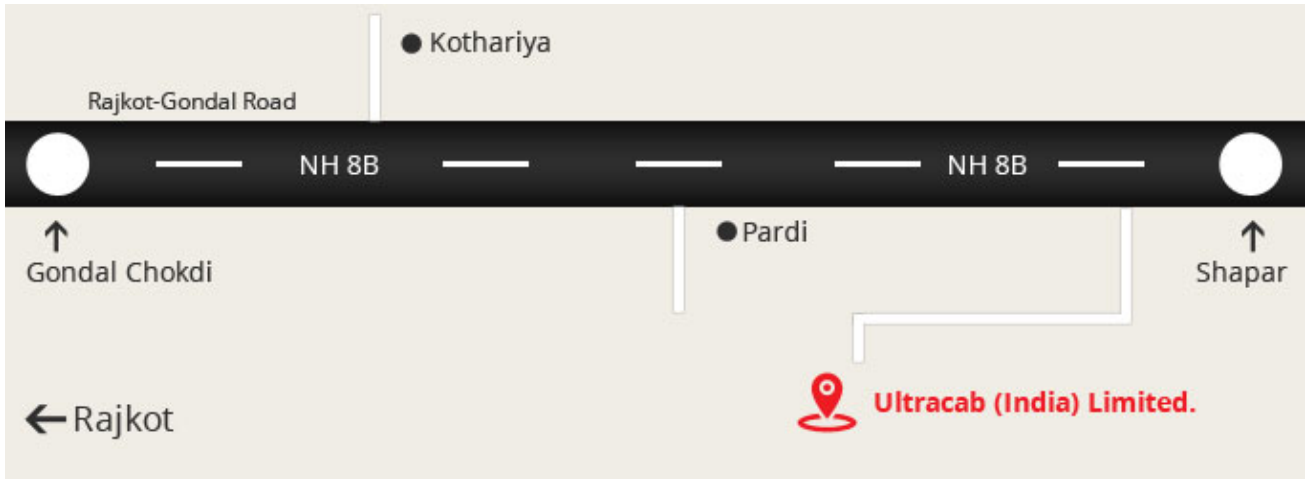 Kothariya
Rajkot-Gondal Road
NH 8B
NH 8B
Pardi
Gondal Chokdi
Shapar
Ultracab (India) Limited.
Rajkot